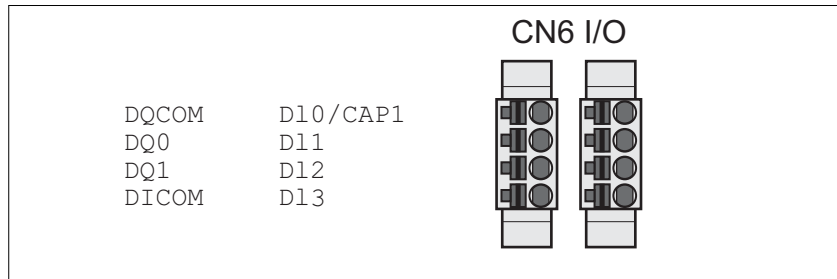 CN6 I/O
DQCOM Dl0/CAP1
DQ0 Dl1
DQ1 Dl2
DICOM Dl3